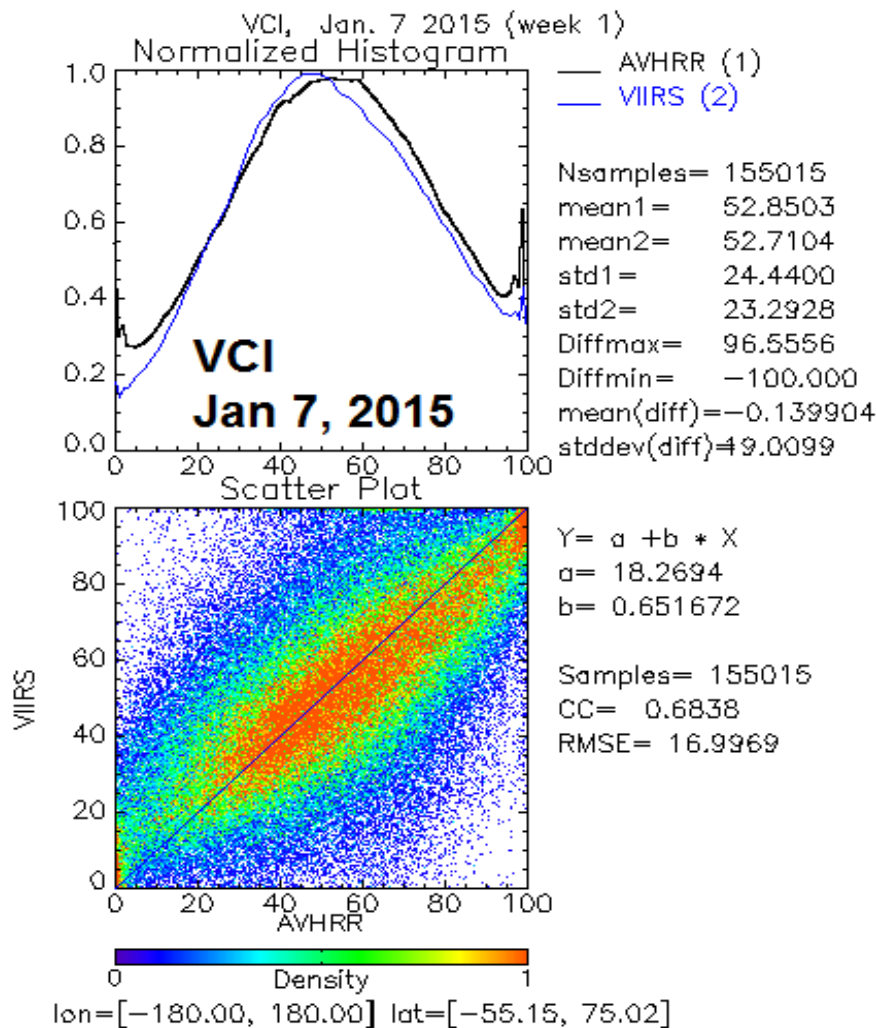 VCI, Jan. 7 2015 (week 1)
Normalized Histogram
AVHRR (1)
VIIRS (2)
1.0
0.8
0.6
0.4
0.2
0.0
0 20 40 60 80 100
VCI
Jan 7, 2015
Nsamples= 155015
mean1= 52.8503
mean2= 52.7104
std1= 24.4400
std2= 23.2928
Diffmax= 96.5556
Diffmin= −100.000
mean(diff)=−0.139904
stddev(diff)=49.0099
Scatter Plot
100
80
60
40
20
0
VIIRS
0 20 40 60 80 100
AVHRR
Y= a +b * X
a= 18.2694
b= 0.651672
Samples= 155015
CC= 0.6838
RMSE= 16.9969
0 Density 1
lon=[−180.00, 180.00] lat=[−55.15, 75.02]